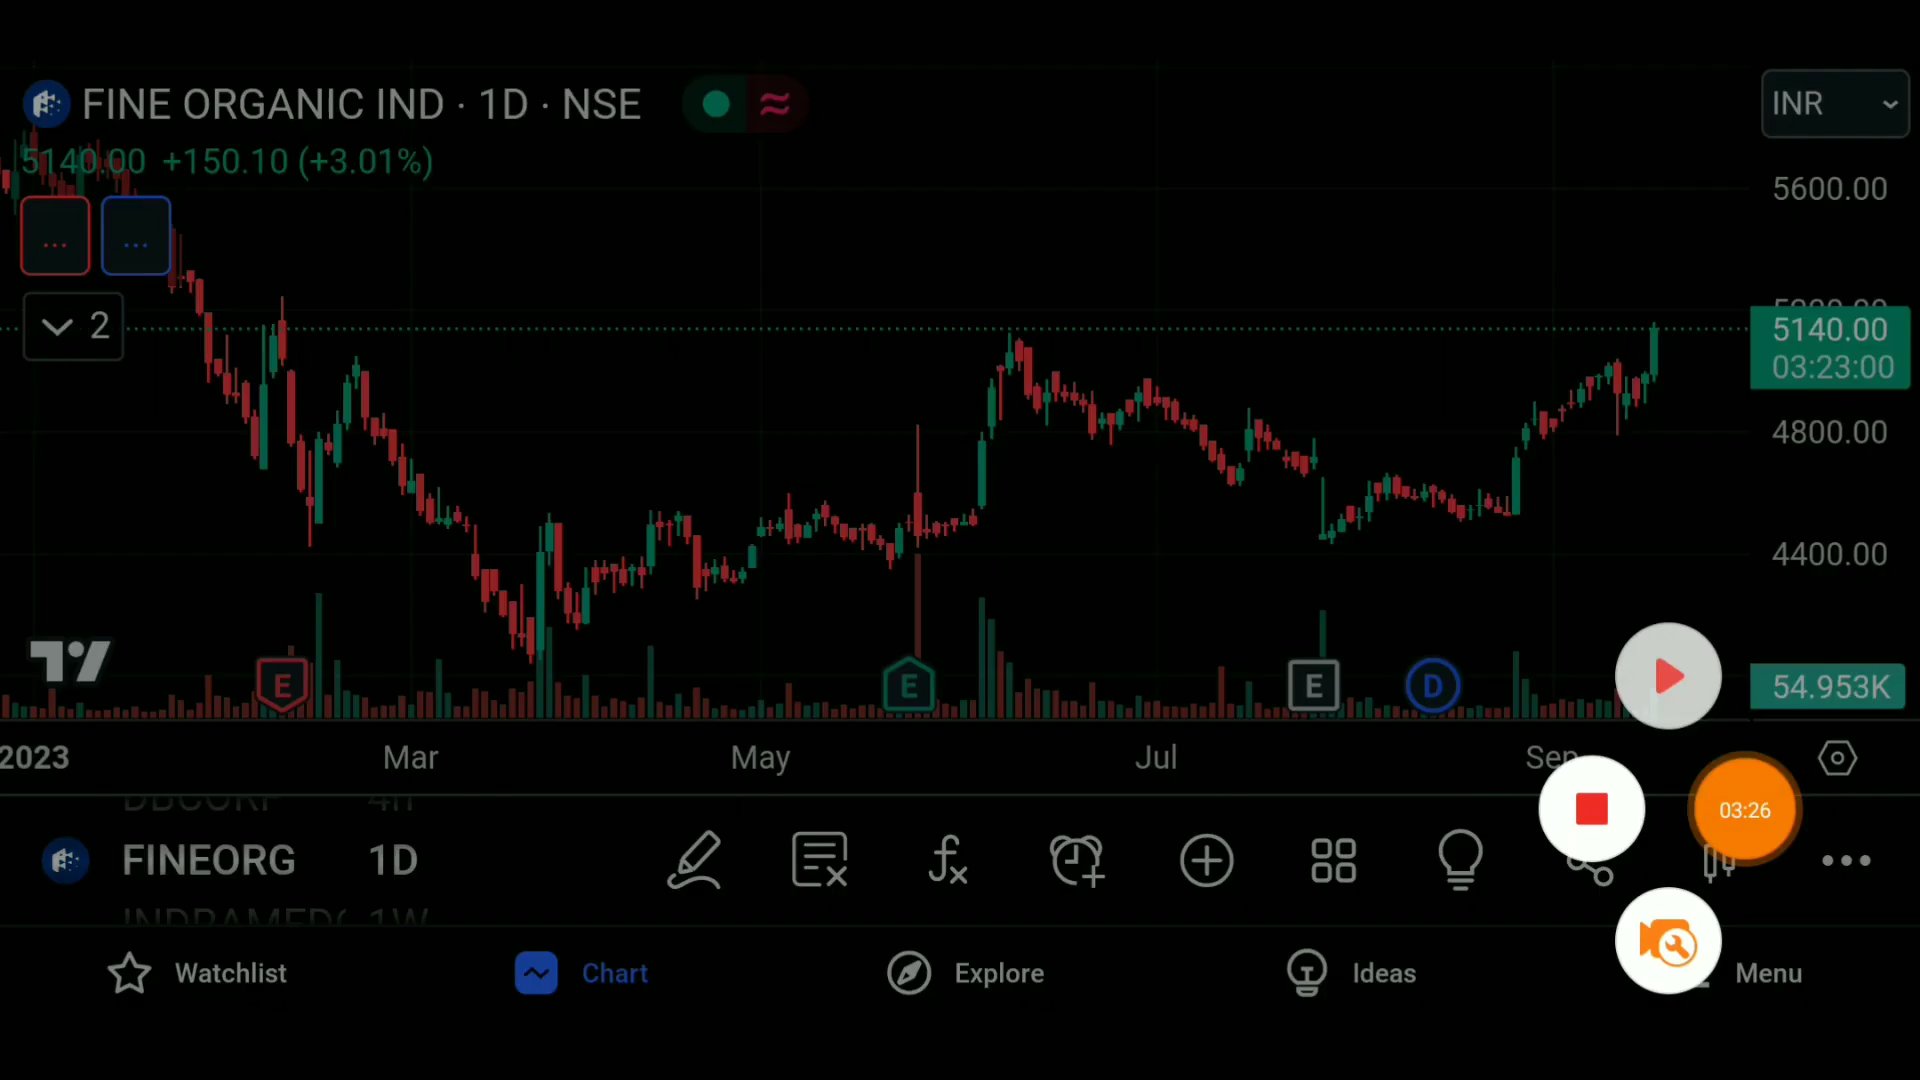 FINE ORGANIC IND · 1D · NSE
INR
5140.00 +150.10 (+3.01%)
5600.00
... ...
2
5140.00
03:23:00
4800.00
4400.00
E
E
E
D
54.953K
2023
Mar
May
Jul
Sep
03:26
FINEORG 1D
Watchlist
Chart
Explore
Ideas
Menu